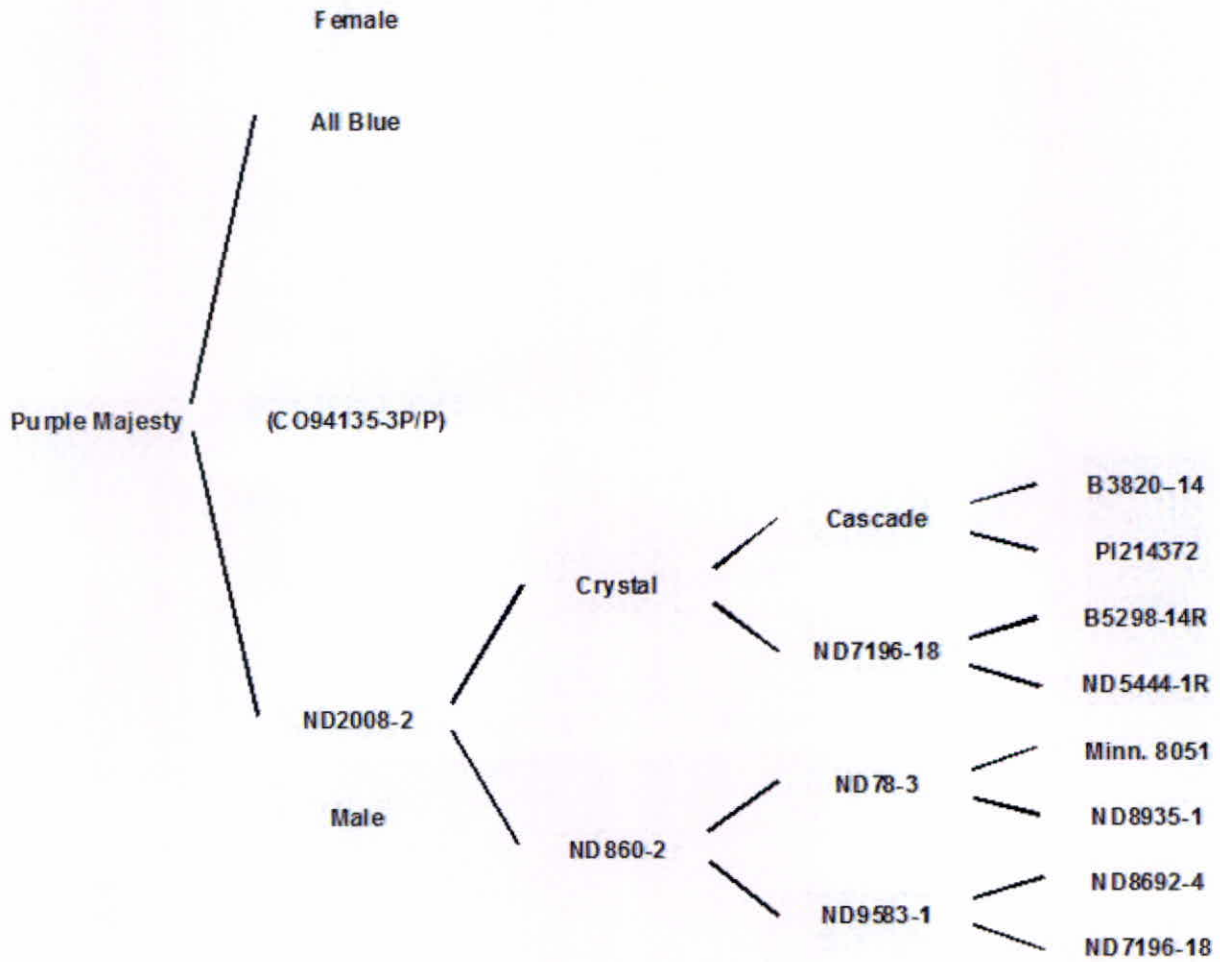 Female
All Blue
Purple Majesty (CO94135-3P/P)
B3820-14
Cascade
PI214372
Crystal
B5298-14R
ND7196-18
ND5444-1R
ND2008-2
Minn. 8051
ND78-3
Male
ND8935-1
ND860-2
ND8692-4
ND9583-1
ND7196-18